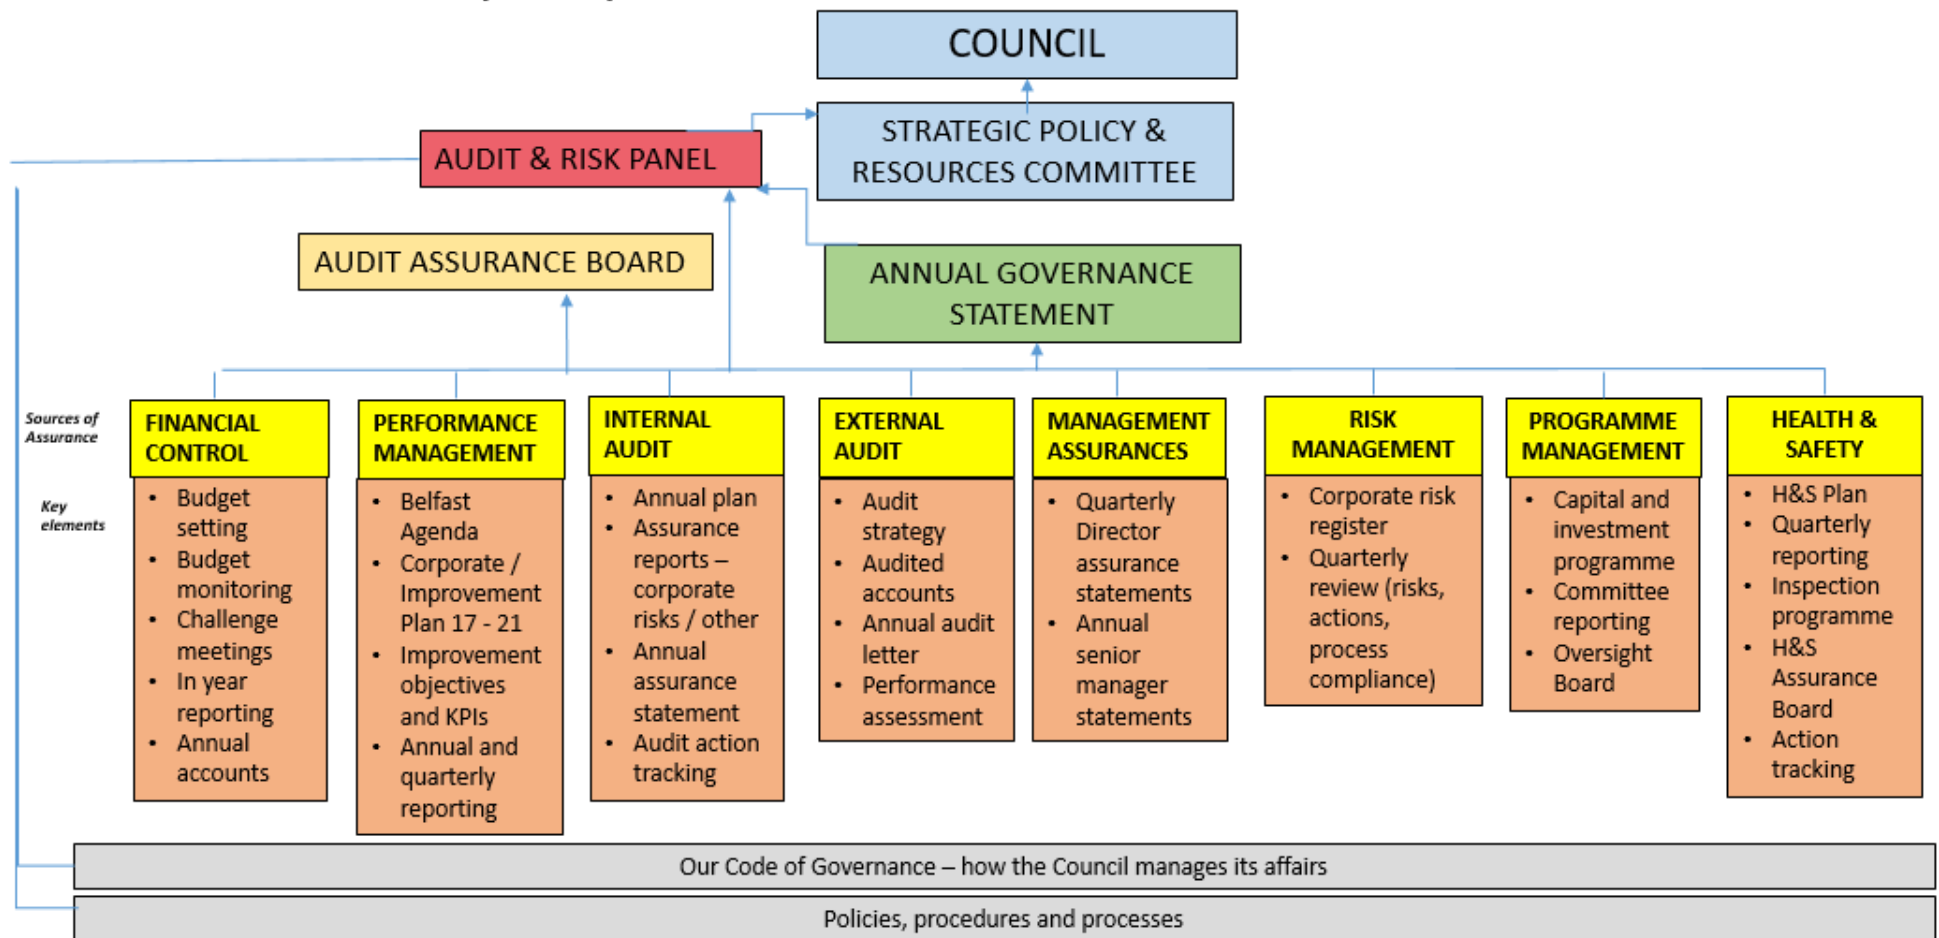 COUNCIL
STRATEGIC POLICY &
RESOURCES COMMITTEE
AUDIT & RISK PANEL
AUDIT ASSURANCE BOARD
ANNUAL GOVERNANCE
STATEMENT
Sources of
Assurance
Key
elements
FINANCIAL
CONTROL
• Budget
setting
• Budget
monitoring
• Challenge
meetings
• In year
reporting
• Annual
accounts
PERFORMANCE
MANAGEMENT
• Belfast
Agenda
• Corporate /
Improvement
Plan 17 - 21
• Improvement
objectives
and KPIs
• Annual and
quarterly
reporting
INTERNAL
AUDIT
• Annual plan
• Assurance
reports –
corporate
risks / other
• Annual
assurance
statement
• Audit action
tracking
EXTERNAL
AUDIT
• Audit
strategy
• Audited
accounts
• Annual audit
letter
• Performance
assessment
MANAGEMENT
ASSURANCES
• Quarterly
Director
assurance
statements
• Annual
senior
manager
statements
RISK
MANAGEMENT
• Corporate risk
register
• Quarterly
review (risks,
actions,
process
compliance)
PROGRAMME
MANAGEMENT
• Capital and
investment
programme
• Committee
reporting
• Oversight
Board
HEALTH &
SAFETY
• H&S Plan
• Quarterly
reporting
• Inspection
programme
• H&S
Assurance
Board
• Action
tracking
Our Code of Governance – how the Council manages its affairs
Policies, procedures and processes